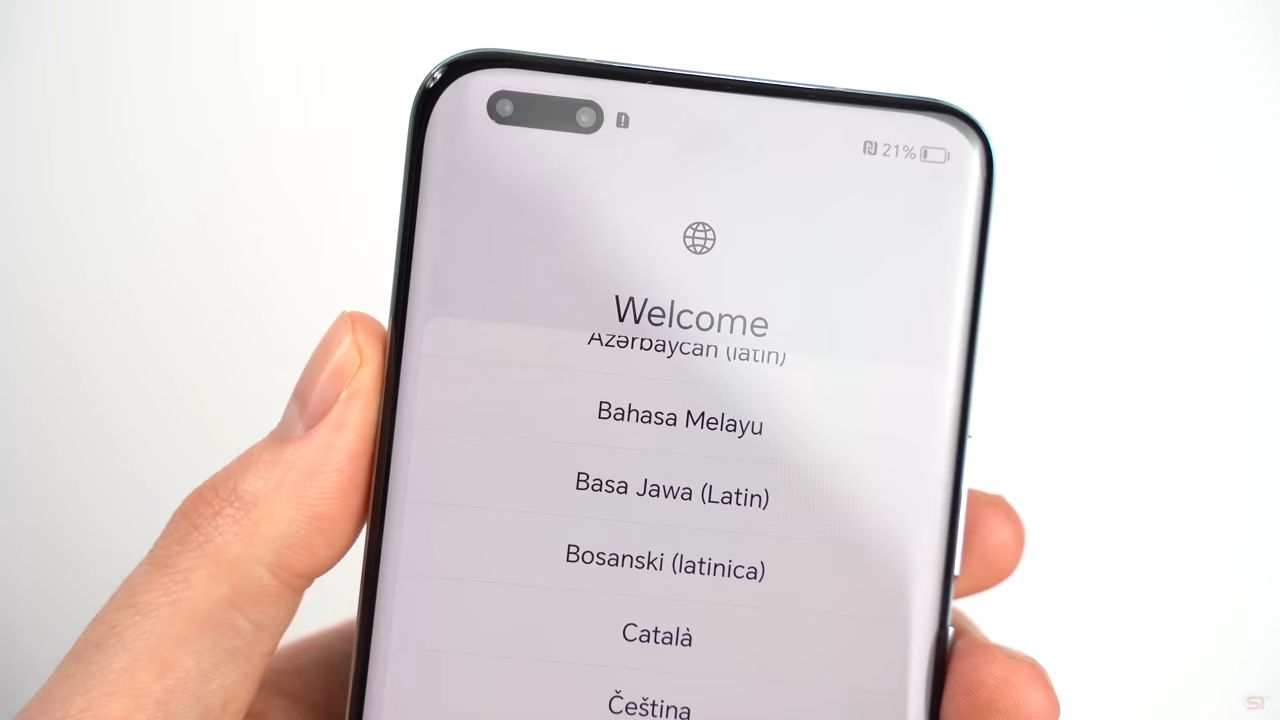 21%
Welcome
Azərbaycan (latın)
Bahasa Melayu
Basa Jawa (Latin)
Bosanski (latinica)
Català
Čeština